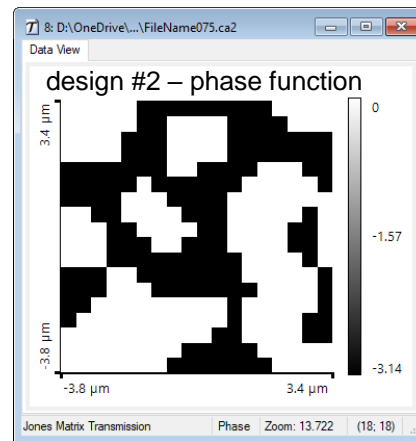 8: D:\OneDrive\...\FileName075.ca2
Data View
design #2 – phase function
3.4 µm
-3.8 µm
0
-1.57
-3.14
-3.8 µm
3.4 µm
Jones Matrix Transmission
Phase
Zoom: 13.722
(18; 18)